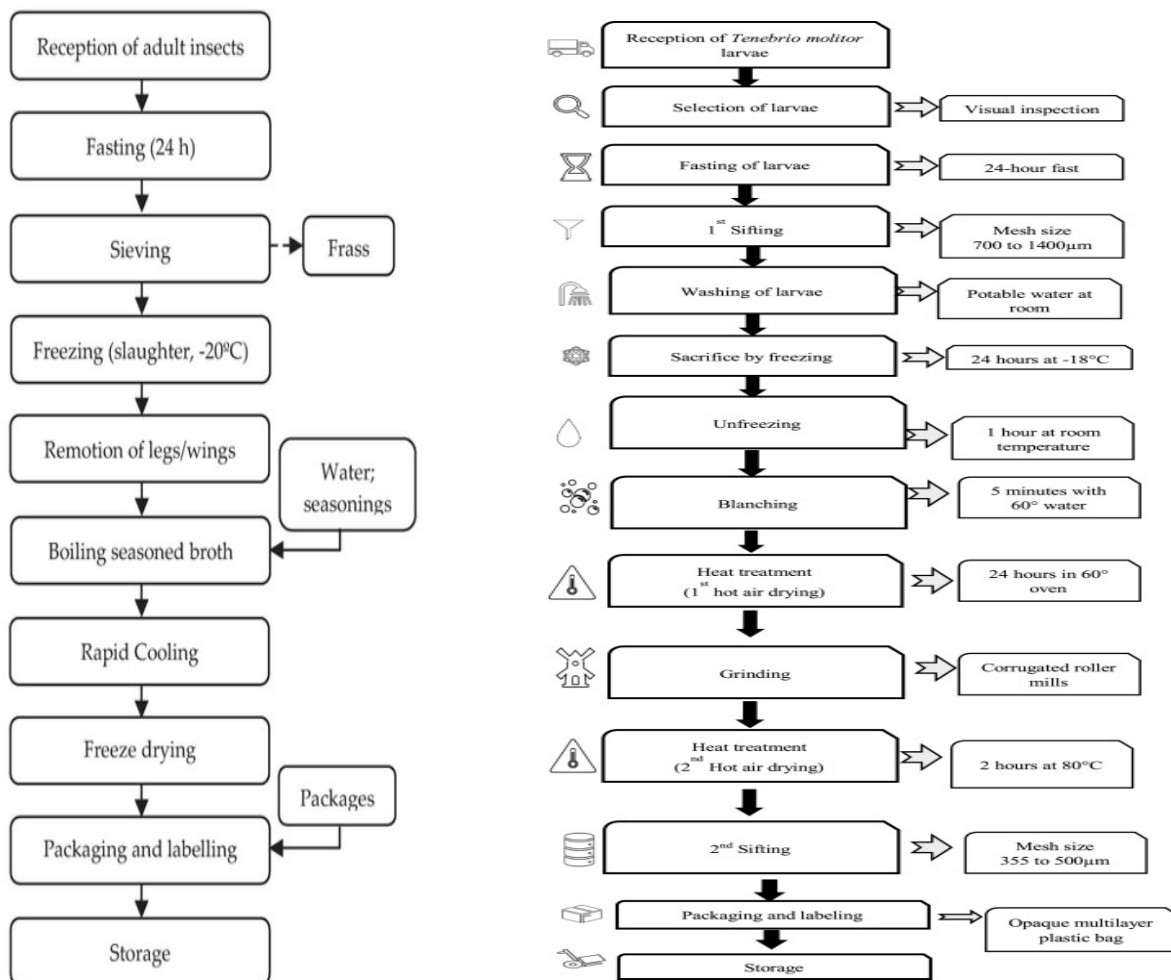 Reception of adult insects
Fasting (24 h)
Sieving
Frass
Freezing (slaughter, -20ºC)
Remotion of legs/wings
Water;
seasonings
Boiling seasoned broth
Rapid Cooling
Freeze drying
Packages
Packaging and labelling
Storage
Reception of Tenebrio molitor
larvae
Selection of larvae
Visual inspection
Fasting of larvae
24-hour fast
1st Sifting
Mesh size
700 to 1400µm
Washing of larvae
Potable water at
room
Sacrifice by freezing
24 hours at -18°C
Unfreezing
1 hour at room
temperature
Blanching
5 minutes with
60° water
Heat treatment
(1st hot air drying)
24 hours in 60°
oven
Grinding
Corrugated roller
mills
Heat treatment
(2nd Hot air drying)
2 hours at 80°C
2nd Sifting
Mesh size
355 to 500µm
Packaging and labeling
Opaque multilayer
plastic bag
Storage